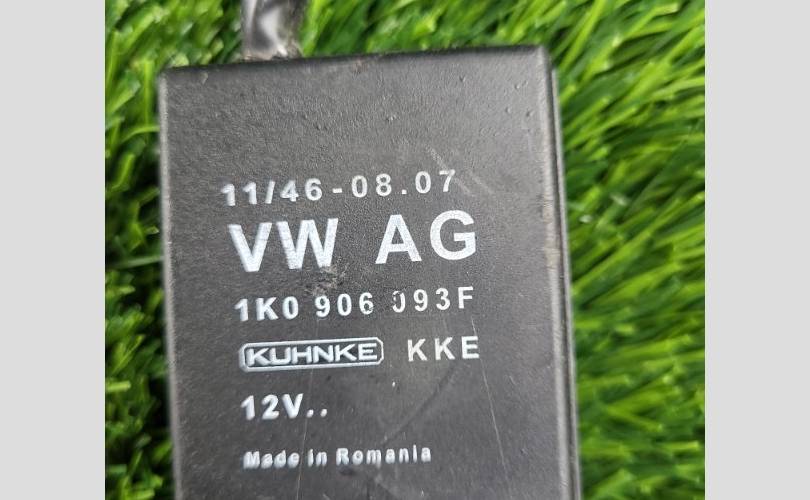 11/46-08.07
VW AG
1K0 906 093F
KUHNKE KKE
12V..
Made in Romania